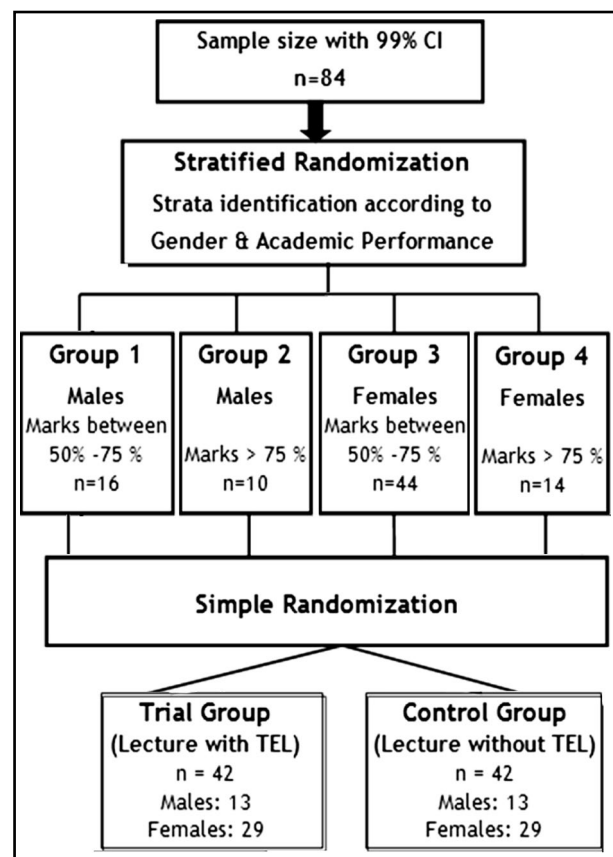 Sample size with 99% CI
n=84
Stratified Randomization
Strata identification according to
Gender & Academic Performance
Group 1
Males
Marks between
50% -75 %
n=16
Group 2
Males
Marks > 75 %
n=10
Group 3
Females
Marks between
50% -75 %
n=44
Group 4
Females
Marks > 75 %
n=14
Simple Randomization
Trial Group
(Lecture with TEL)
n = 42
Males: 13
Females: 29
Control Group
(Lecture without TEL)
n = 42
Males: 13
Females: 29